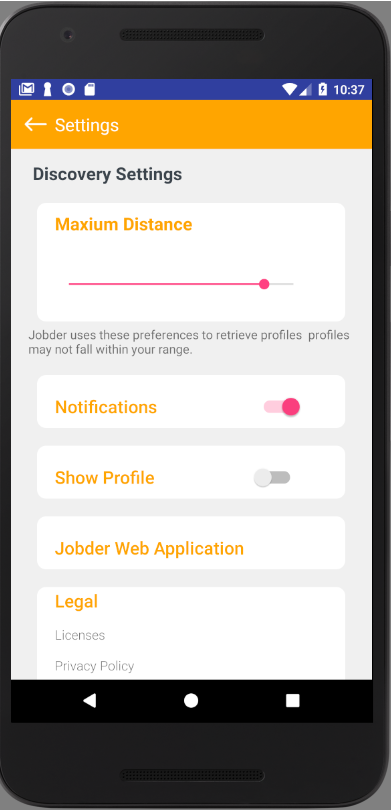 10:37
Settings
Discovery Settings
Maxium Distance
Jobder uses these preferences to retrieve profiles  profiles
may not fall within your range.
Notifications
Show Profile
Jobder Web Application
Legal
Licenses
Privacy Policy